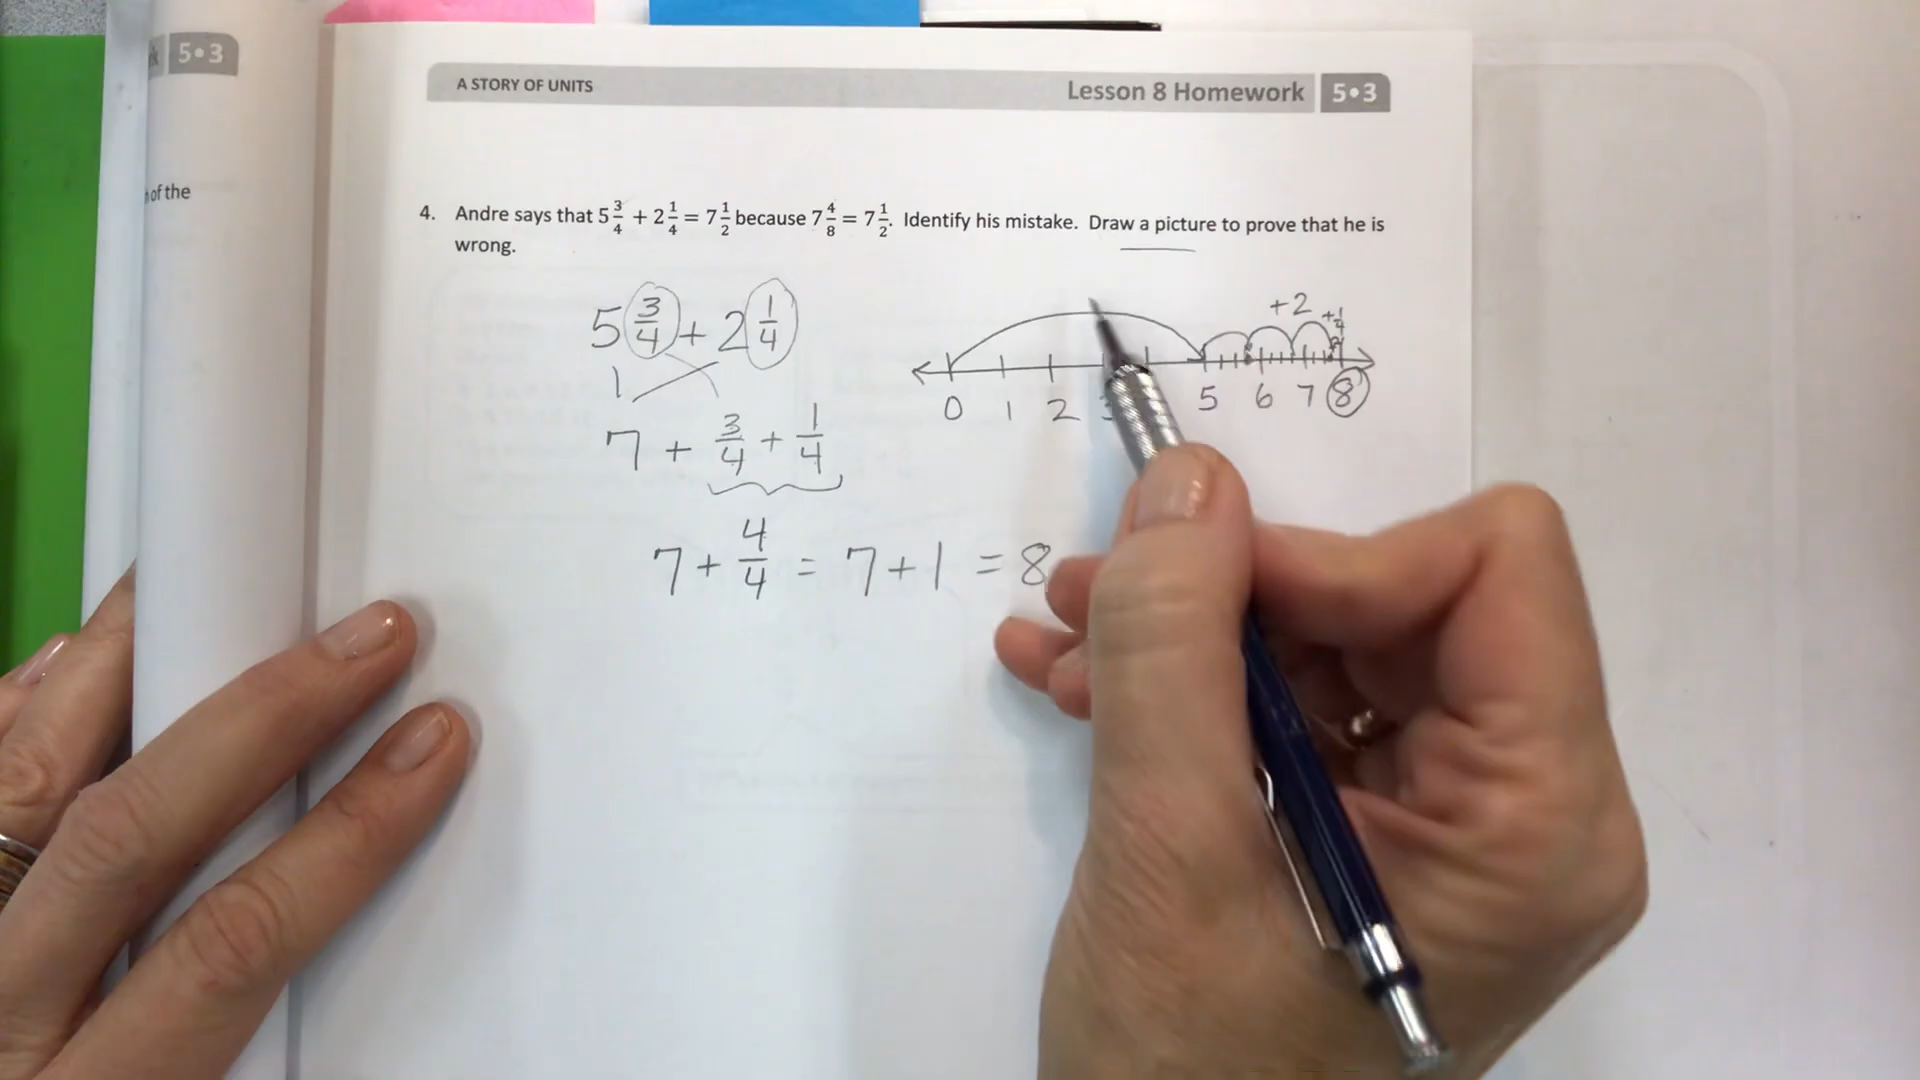 5•3
of the
A STORY OF UNITS
Lesson 8 Homework 5•3
4. Andre says that 5 3/4 + 2 1/4 = 7 1/2 because 7 4/8 = 7 1/2. Identify his mistake. Draw a picture to prove that he is
wrong.
5 3/4 + 2 1/4
1
7 + 3/4 + 1/4
7 + 4/4 = 7 + 1 = 8
+2 +1/4
0 1 2 3 5 6 7 8